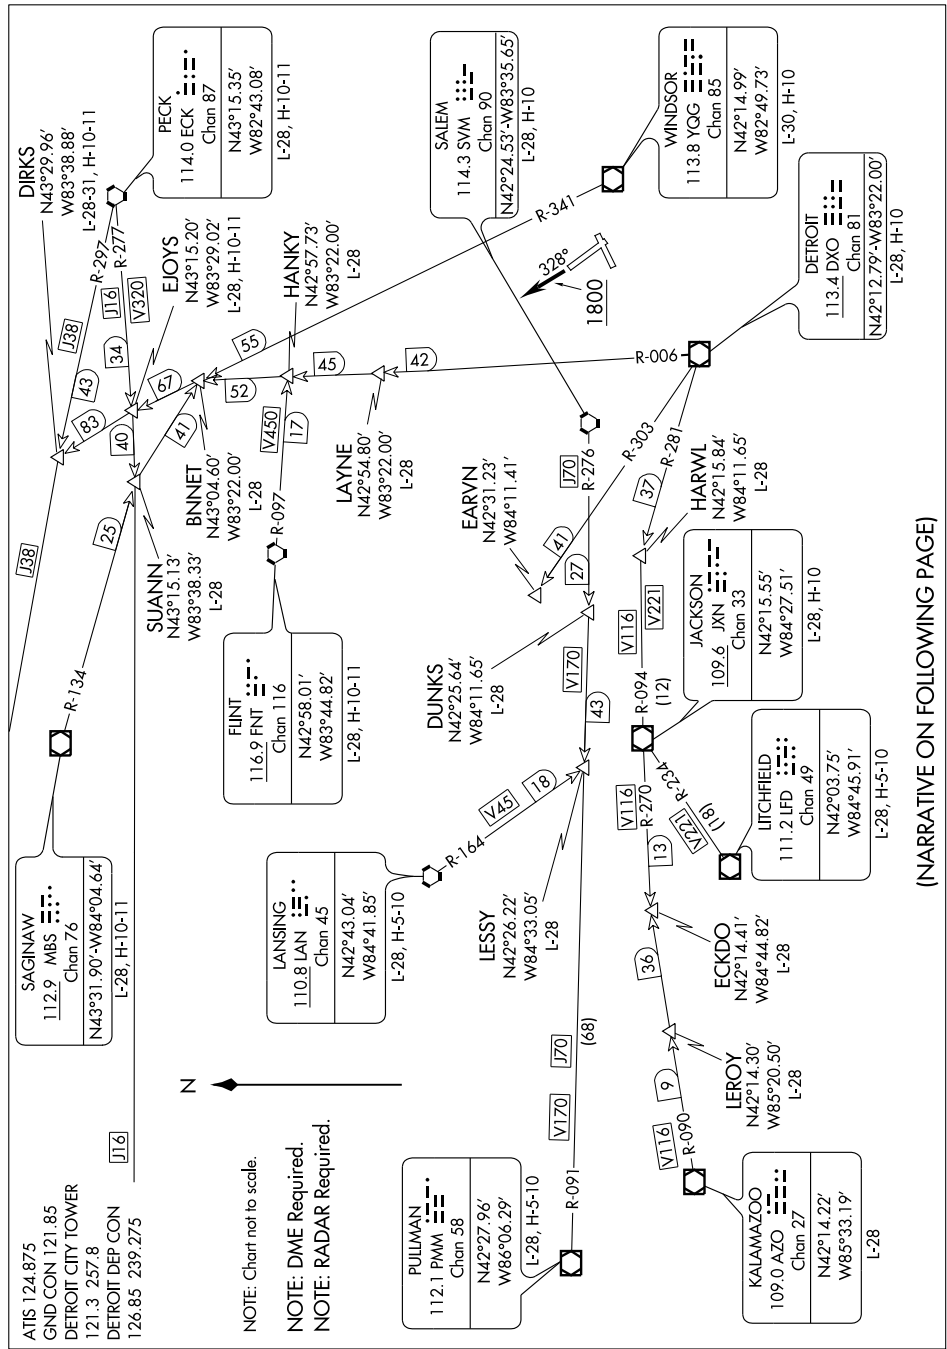 ATIS 124.875
GND CON 121.85
DETROIT CITY TOWER
121.3 257.8
DETROIT DEP CON
126.85 239.275
J16
SAGINAW
112.9 MBS
Chan 76
N43°31.90'-W84°04.64'
L-28, H-10-11
R-134
25
J38
DIRKS
N43°29.96'
W83°38.88'
L-28-31, H-10-11
J38
43
R-297
PECK
114.0 ECK
Chan 87
N43°15.35'
W82°43.08'
L-28, H-10-11
R-277
J16
V320
34
83
67
40
41
EJOYS
N43°15.20'
W83°29.02'
L-28, H-10-11
SUANN
N43°15.13'
W83°38.33'
L-28
BNNET
N43°04.60'
W83°22.00'
L-28
55
52
HANKY
N42°57.73'
W83°22.00'
L-28
FLINT
116.9 FNT
Chan 116
N42°58.01'
W83°44.82'
L-28, H-10-11
R-097
V450
17
45
LAYNE
N42°54.80'
W83°22.00'
L-28
42
R-006
N
NOTE: Chart not to scale.
NOTE: DME Required.
NOTE: RADAR Required.
LANSING
110.8 LAN
Chan 45
N42°43.04'
W84°41.85'
L-28, H-5-10
R-164
V45
18
EARVN
N42°31.23'
W84°11.41'
L-28
SALEM
114.3 SVM
Chan 90
N42°24.53'-W83°35.65'
L-28, H-10
R-341
WINDSOR
113.8 YQG
Chan 85
N42°14.99'
W82°49.73'
L-30, H-10
328°
1800
PULLMAN
112.1 PMM
Chan 58
N42°27.96'
W86°06.29'
L-28, H-5-10
R-091
V170
J70
(68)
LESSY
N42°26.22'
W84°33.05'
L-28
43
V170
DUNKS
N42°25.64'
W84°11.65'
L-28
27
J70
R-276
41
R-303
R-281
37
HARWL
N42°15.84'
W84°11.65'
L-28
DETROIT
113.4 DXO
Chan 81
N42°12.79'-W83°22.00'
L-28, H-10
V116
V221
R-094
(12)
JACKSON
109.6 JXN
Chan 33
N42°15.55'
W84°27.51'
L-28, H-10
V116
R-270
13
R-234
V221
(18)
LITCHFIELD
111.2 LFD
Chan 49
N42°03.75'
W84°45.91'
L-28, H-5-10
ECKDO
N42°14.41'
W84°44.82'
L-28
36
LEROY
N42°14.30'
W85°20.50'
L-28
9
V116
R-090
KALAMAZOO
109.0 AZO
Chan 27
N42°14.22'
W85°33.19'
L-28
(NARRATIVE ON FOLLOWING PAGE)